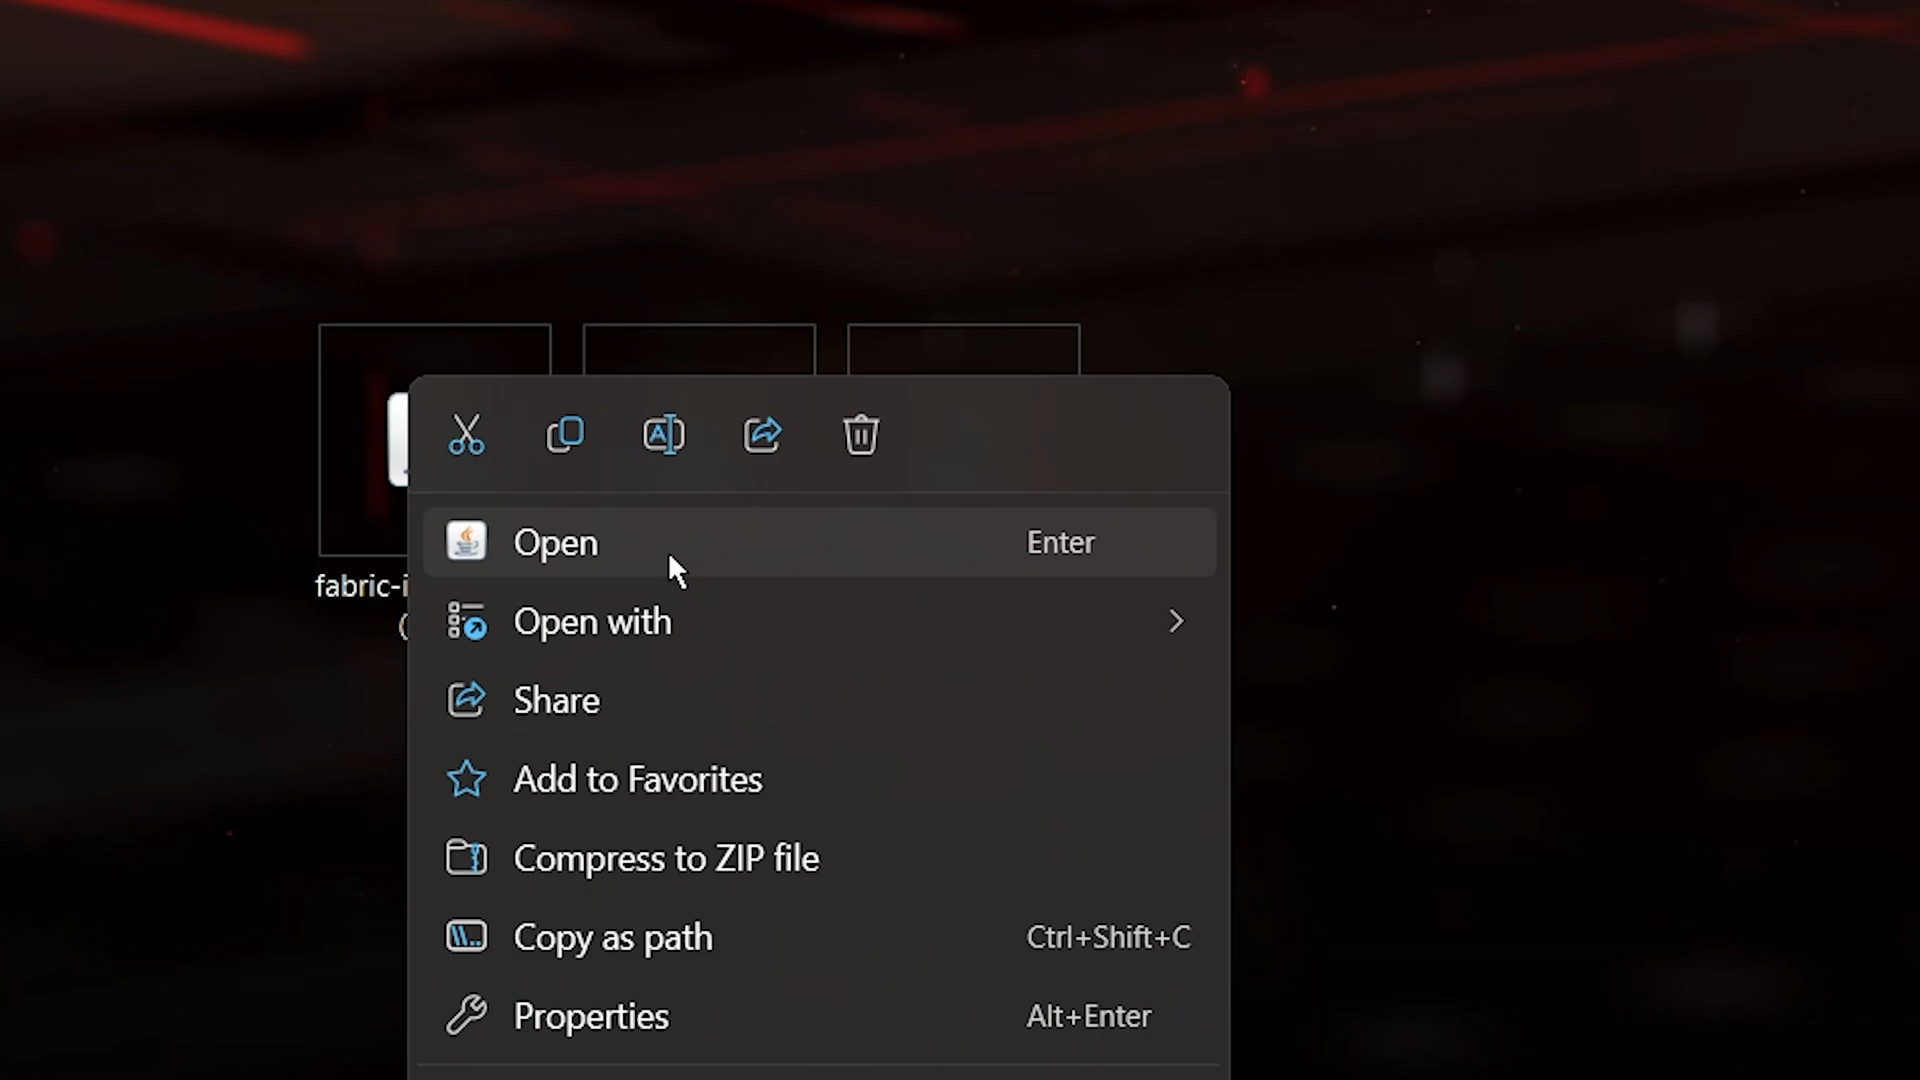 Open Enter
fabric-i
(
Open with
Share
Add to Favorites
Compress to ZIP file
Copy as path Ctrl+Shift+C
Properties Alt+Enter